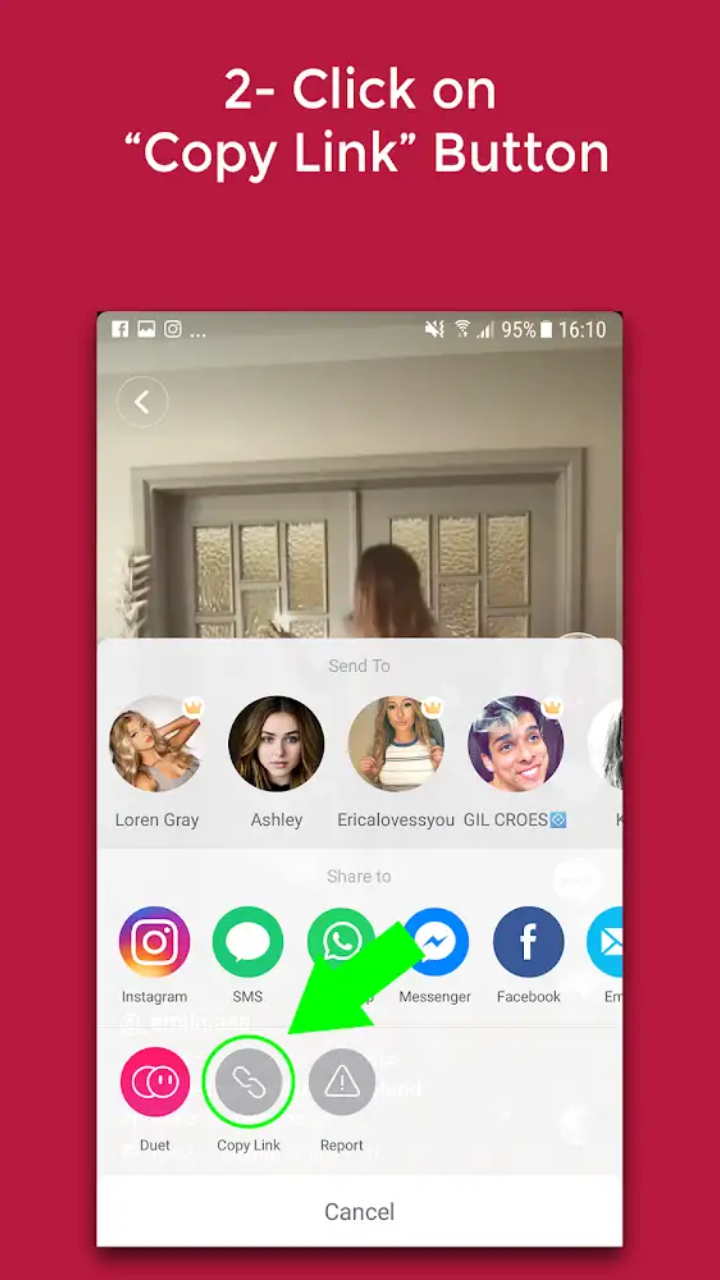 2- Click on
“Copy Link” Button
... 95% 16:10
Send To
Loren Gray Ashley Ericalovessyou GIL CROES K
Share to
Instagram SMS Messenger Facebook Em
Duet Copy Link Report
Cancel